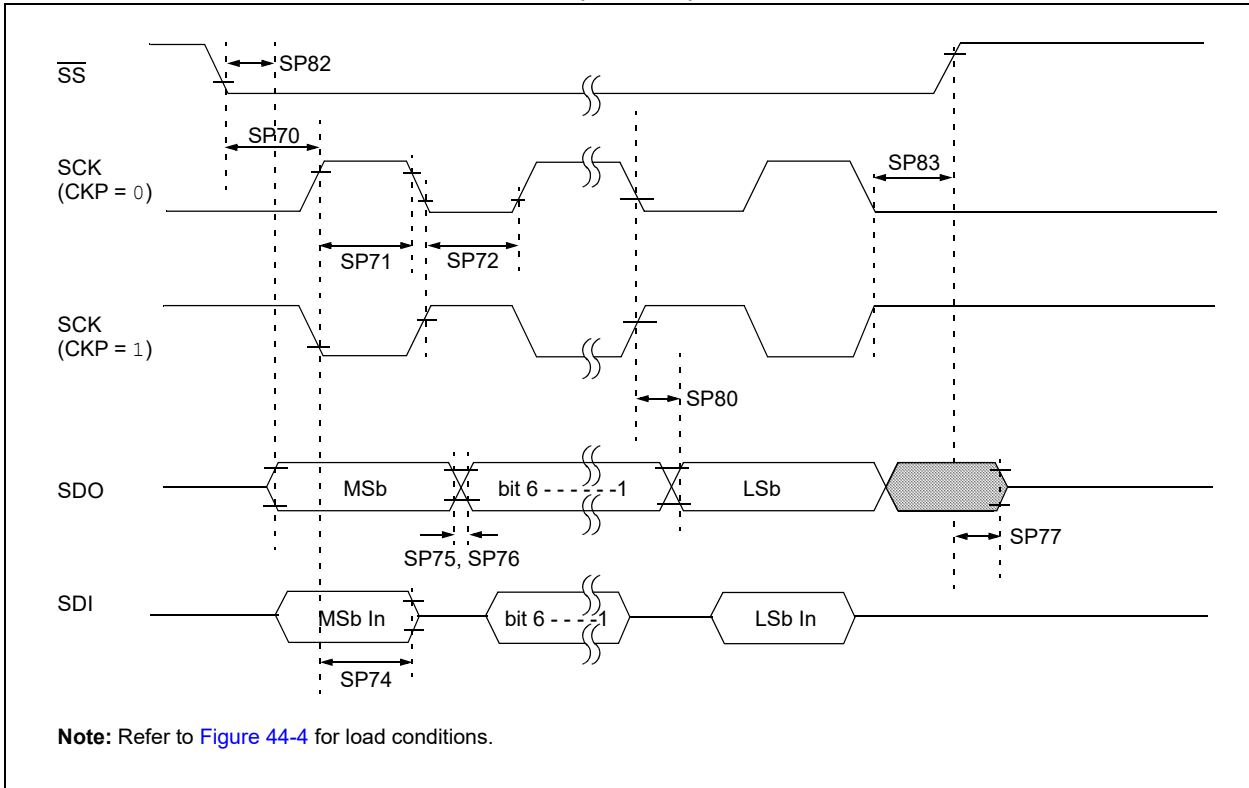 SS
SP82
SP70
SCK
(CKP = 0)
SP83
SP71
SP72
SCK
(CKP = 1)
SP80
SDO
MSb
bit 6 - - - - - -1
LSb
SP77
SP75, SP76
SDI
MSb In
bit 6 - - - -1
LSb In
SP74
Note: Refer to Figure 44-4 for load conditions.